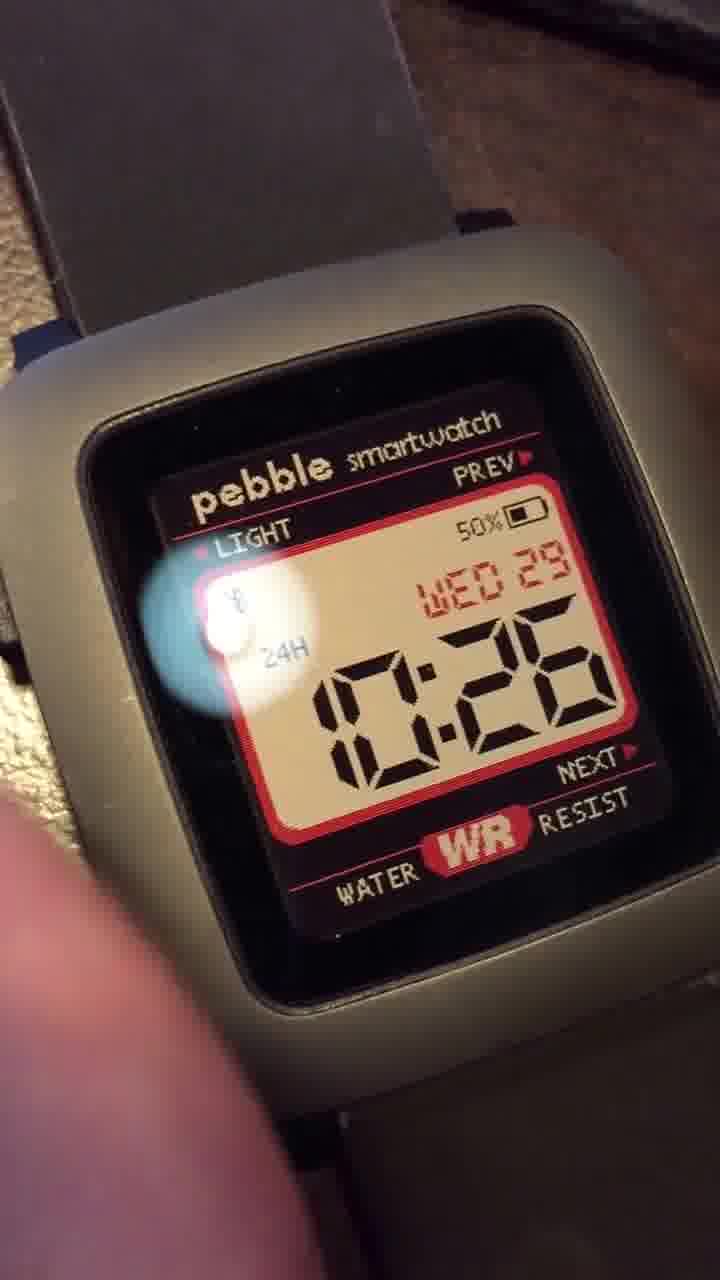 pebble smartwatch
PREV
LIGHT
50%
WED 29
24H
10:26
NEXT
WATER WR RESIST